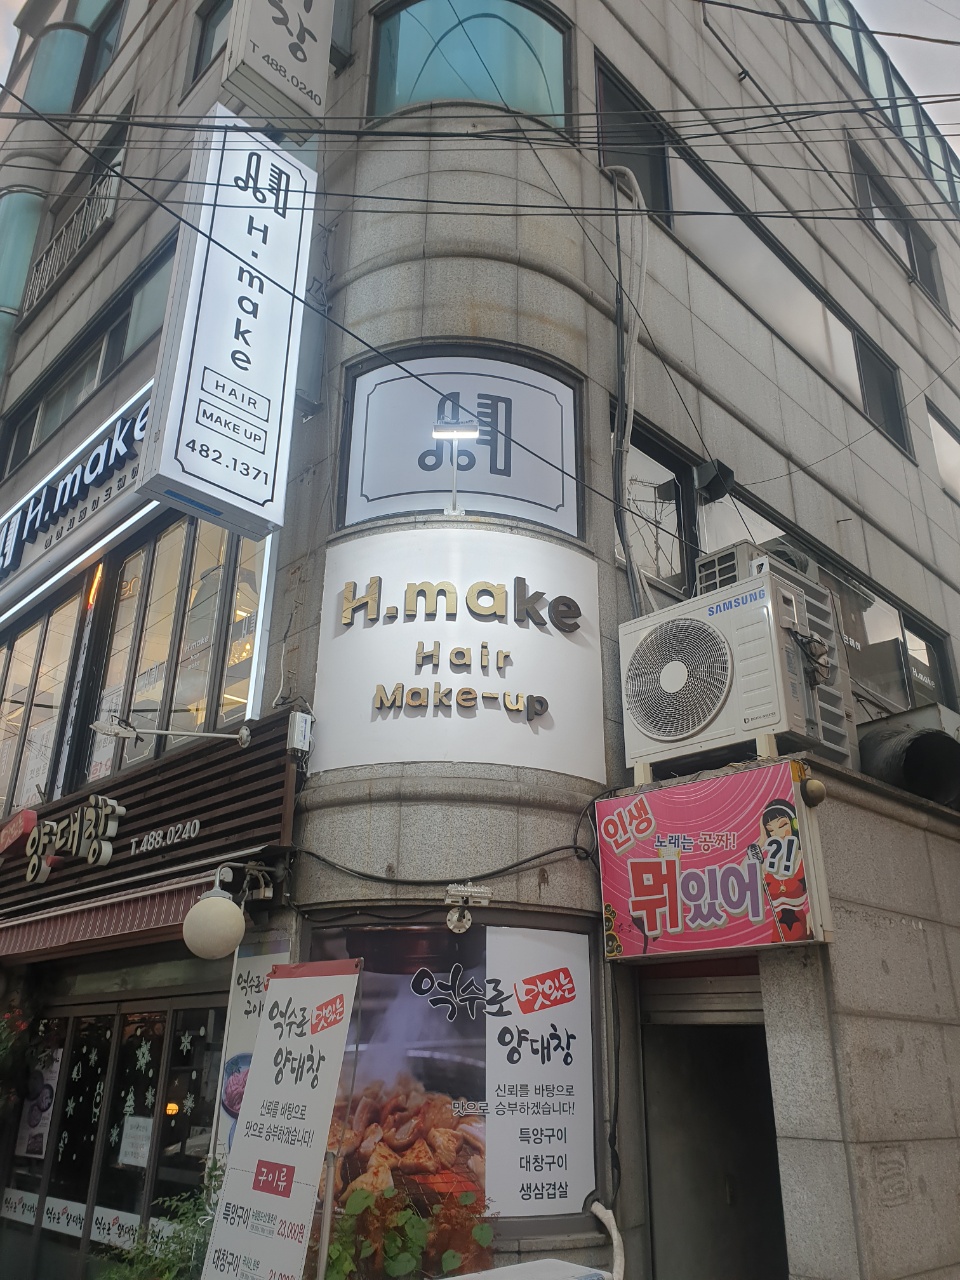 T 488.0240
H.make
HAIR
MAKE UP
482.1371
H.make
H.make
Hair
Make-up
SAMSUNG
양대창
T.488.0240
인생
노래는 공짜!
뭐있어?!
억수로 맛있는
양대창
신뢰를 바탕으로
맛으로 승부하겠습니다!
특양구이
대창구이
생삼겹살
억수로 맛있는
양대창
신뢰를 바탕으로
맛으로 승부하겠습니다!
구이류
특양구이
23,000원
대창구이